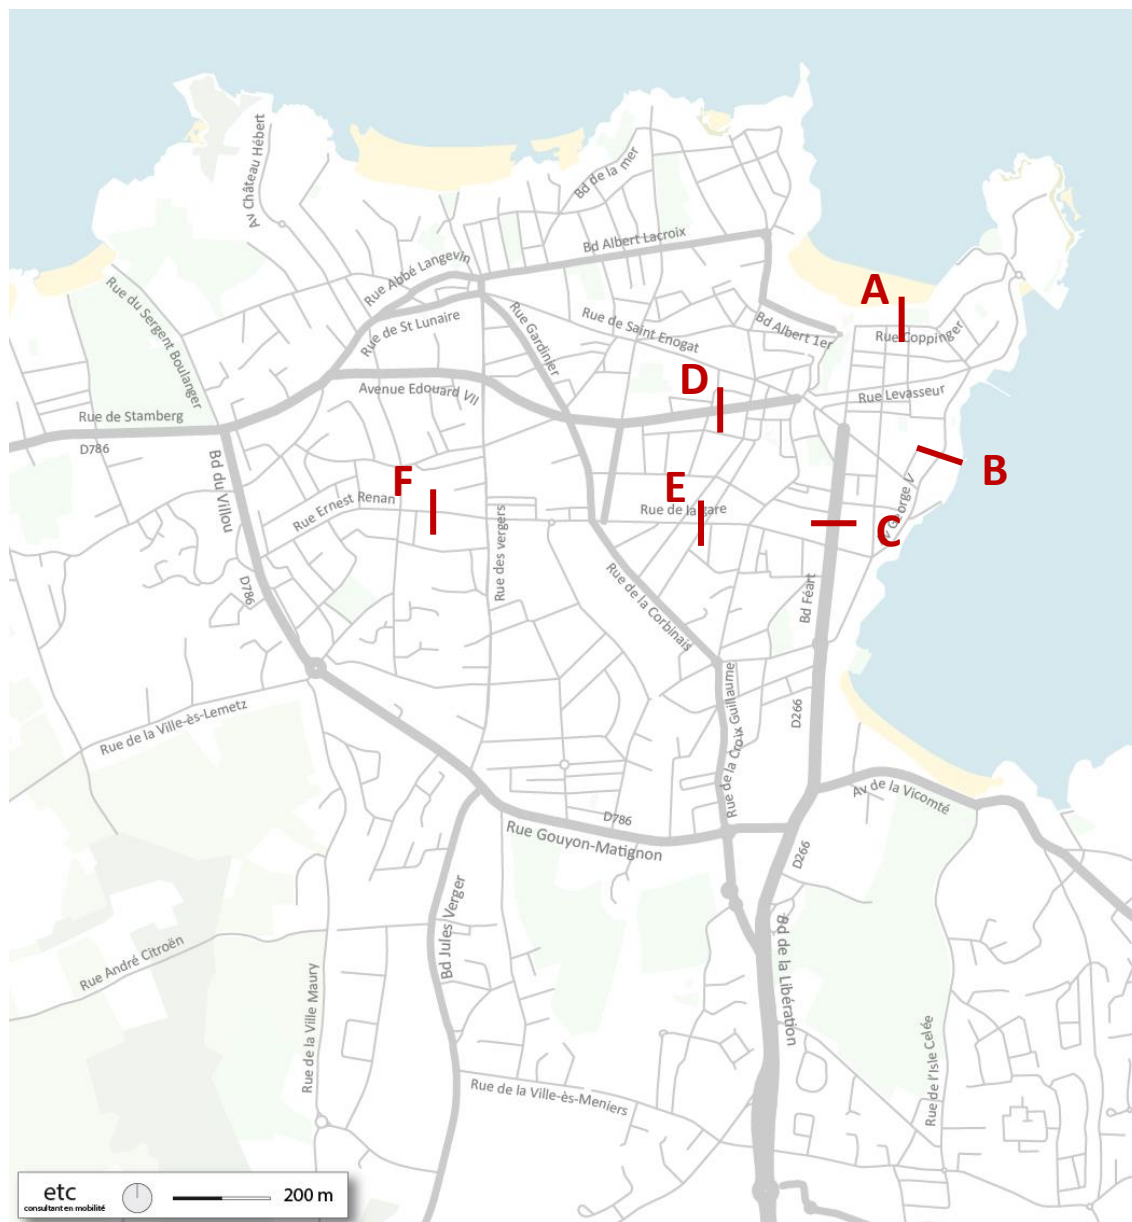 Av Château Hébert
Bd de la mer
Bd Albert Lacroix
Rue Abbé Langevin
A
Rue du Sergent Boulanger
Rue de St Lunaire
Rue Gardinier
Rue de Saint Enogat
Bd Albert 1er
Rue Coppinger
D
Avenue Edouard VII
Rue Levasseur
Rue de Stamberg
D786
Bd du Villou
F
E
B
Rue Ernest Renan
Rue de la gare
Av George V
C
Rue des vergers
D786
Rue de la Corbinais
Bd Féart
Rue de la Croix Guillaume
D266
Rue de la Ville-ès-Lemetz
Av de la Vicomté
D786
Rue Gouyon-Matignon
D266
Bd Jules Verger
Rue André Citroën
Bd de la Libération
Rue de la Ville Maury
Rue de l'Isle Celée
Rue de la Ville-ès-Meniers
etc
consultant en mobilité
200 m